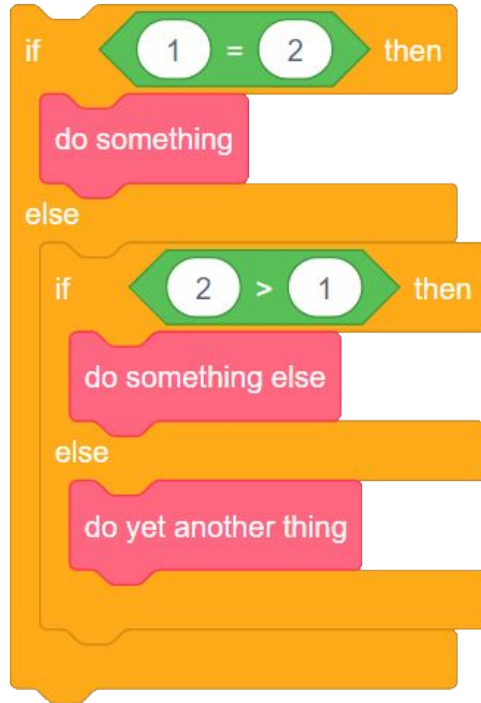 if 1 = 2 then
do something
else
if 2 > 1 then
do something else
else
do yet another thing